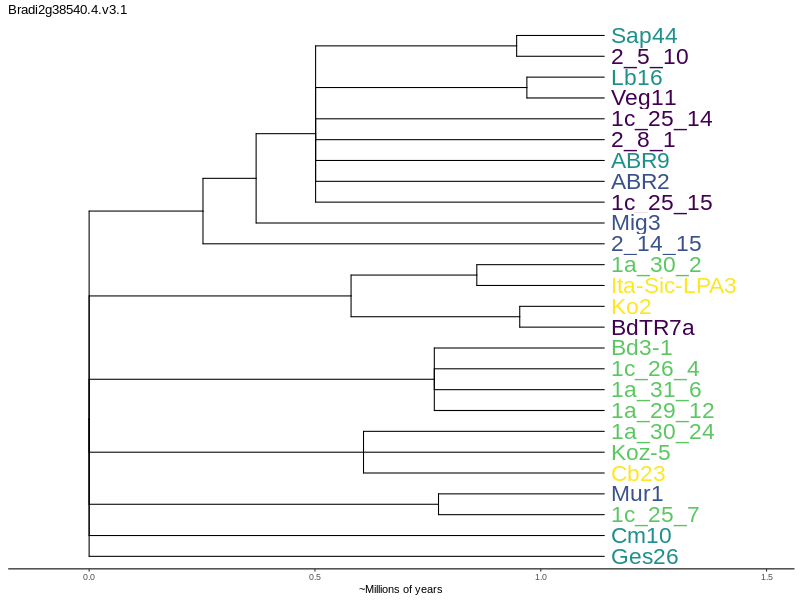 Bradi2g38540.4.v3.1
Sap44
2_5_10
Lb16
Veg11
1c_25_14
2_8_1
ABR9
ABR2
1c_25_15
Mig3
2_14_15
1a_30_2
Ita-Sic-LPA3
Ko2
BdTR7a
Bd3-1
1c_26_4
1a_31_6
1a_29_12
1a_30_24
Koz-5
Cb23
Mur1
1c_25_7
Cm10
Ges26
0.0 0.5 1.0 1.5
~Millions of years